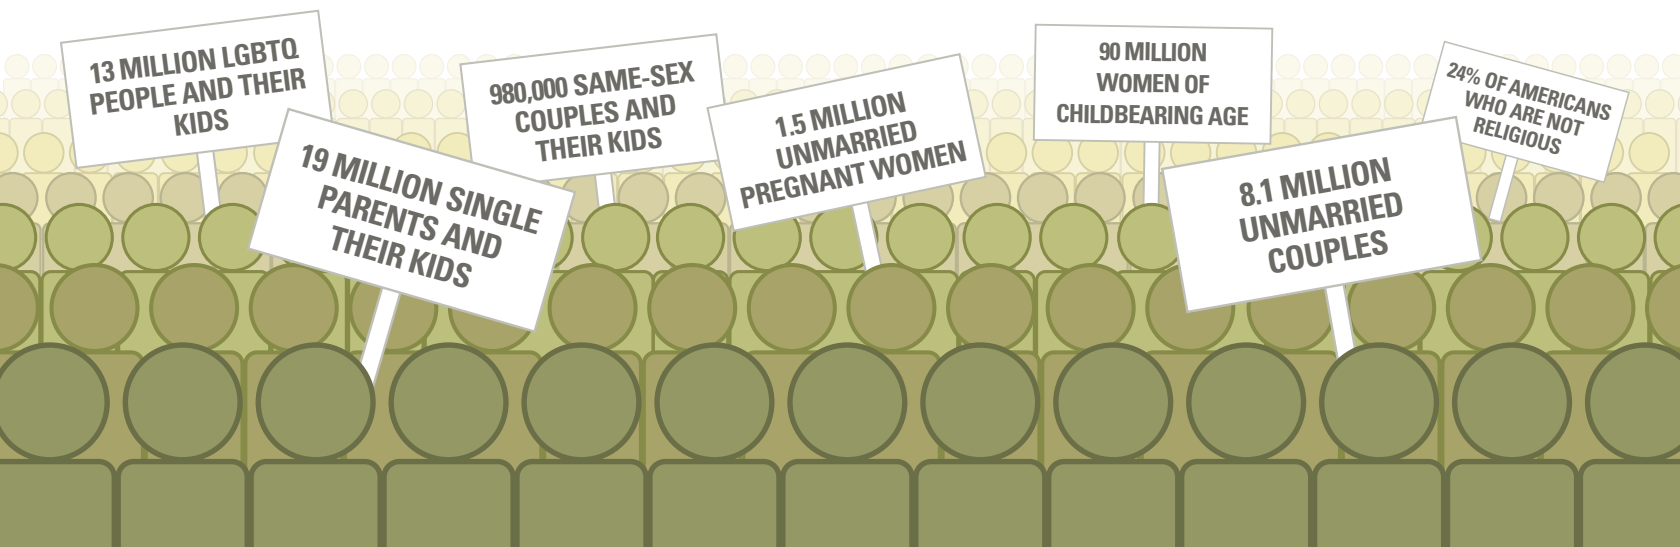 13 MILLION LGBTQ
PEOPLE AND THEIR
KIDS
19 MILLION SINGLE
PARENTS AND
THEIR KIDS
980,000 SAME-SEX
COUPLES AND
THEIR KIDS
1.5 MILLION
UNMARRIED
PREGNANT WOMEN
90 MILLION
WOMEN OF
CHILDBEARING AGE
8.1 MILLION
UNMARRIED
COUPLES
24% OF AMERICANS
WHO ARE NOT
RELIGIOUS